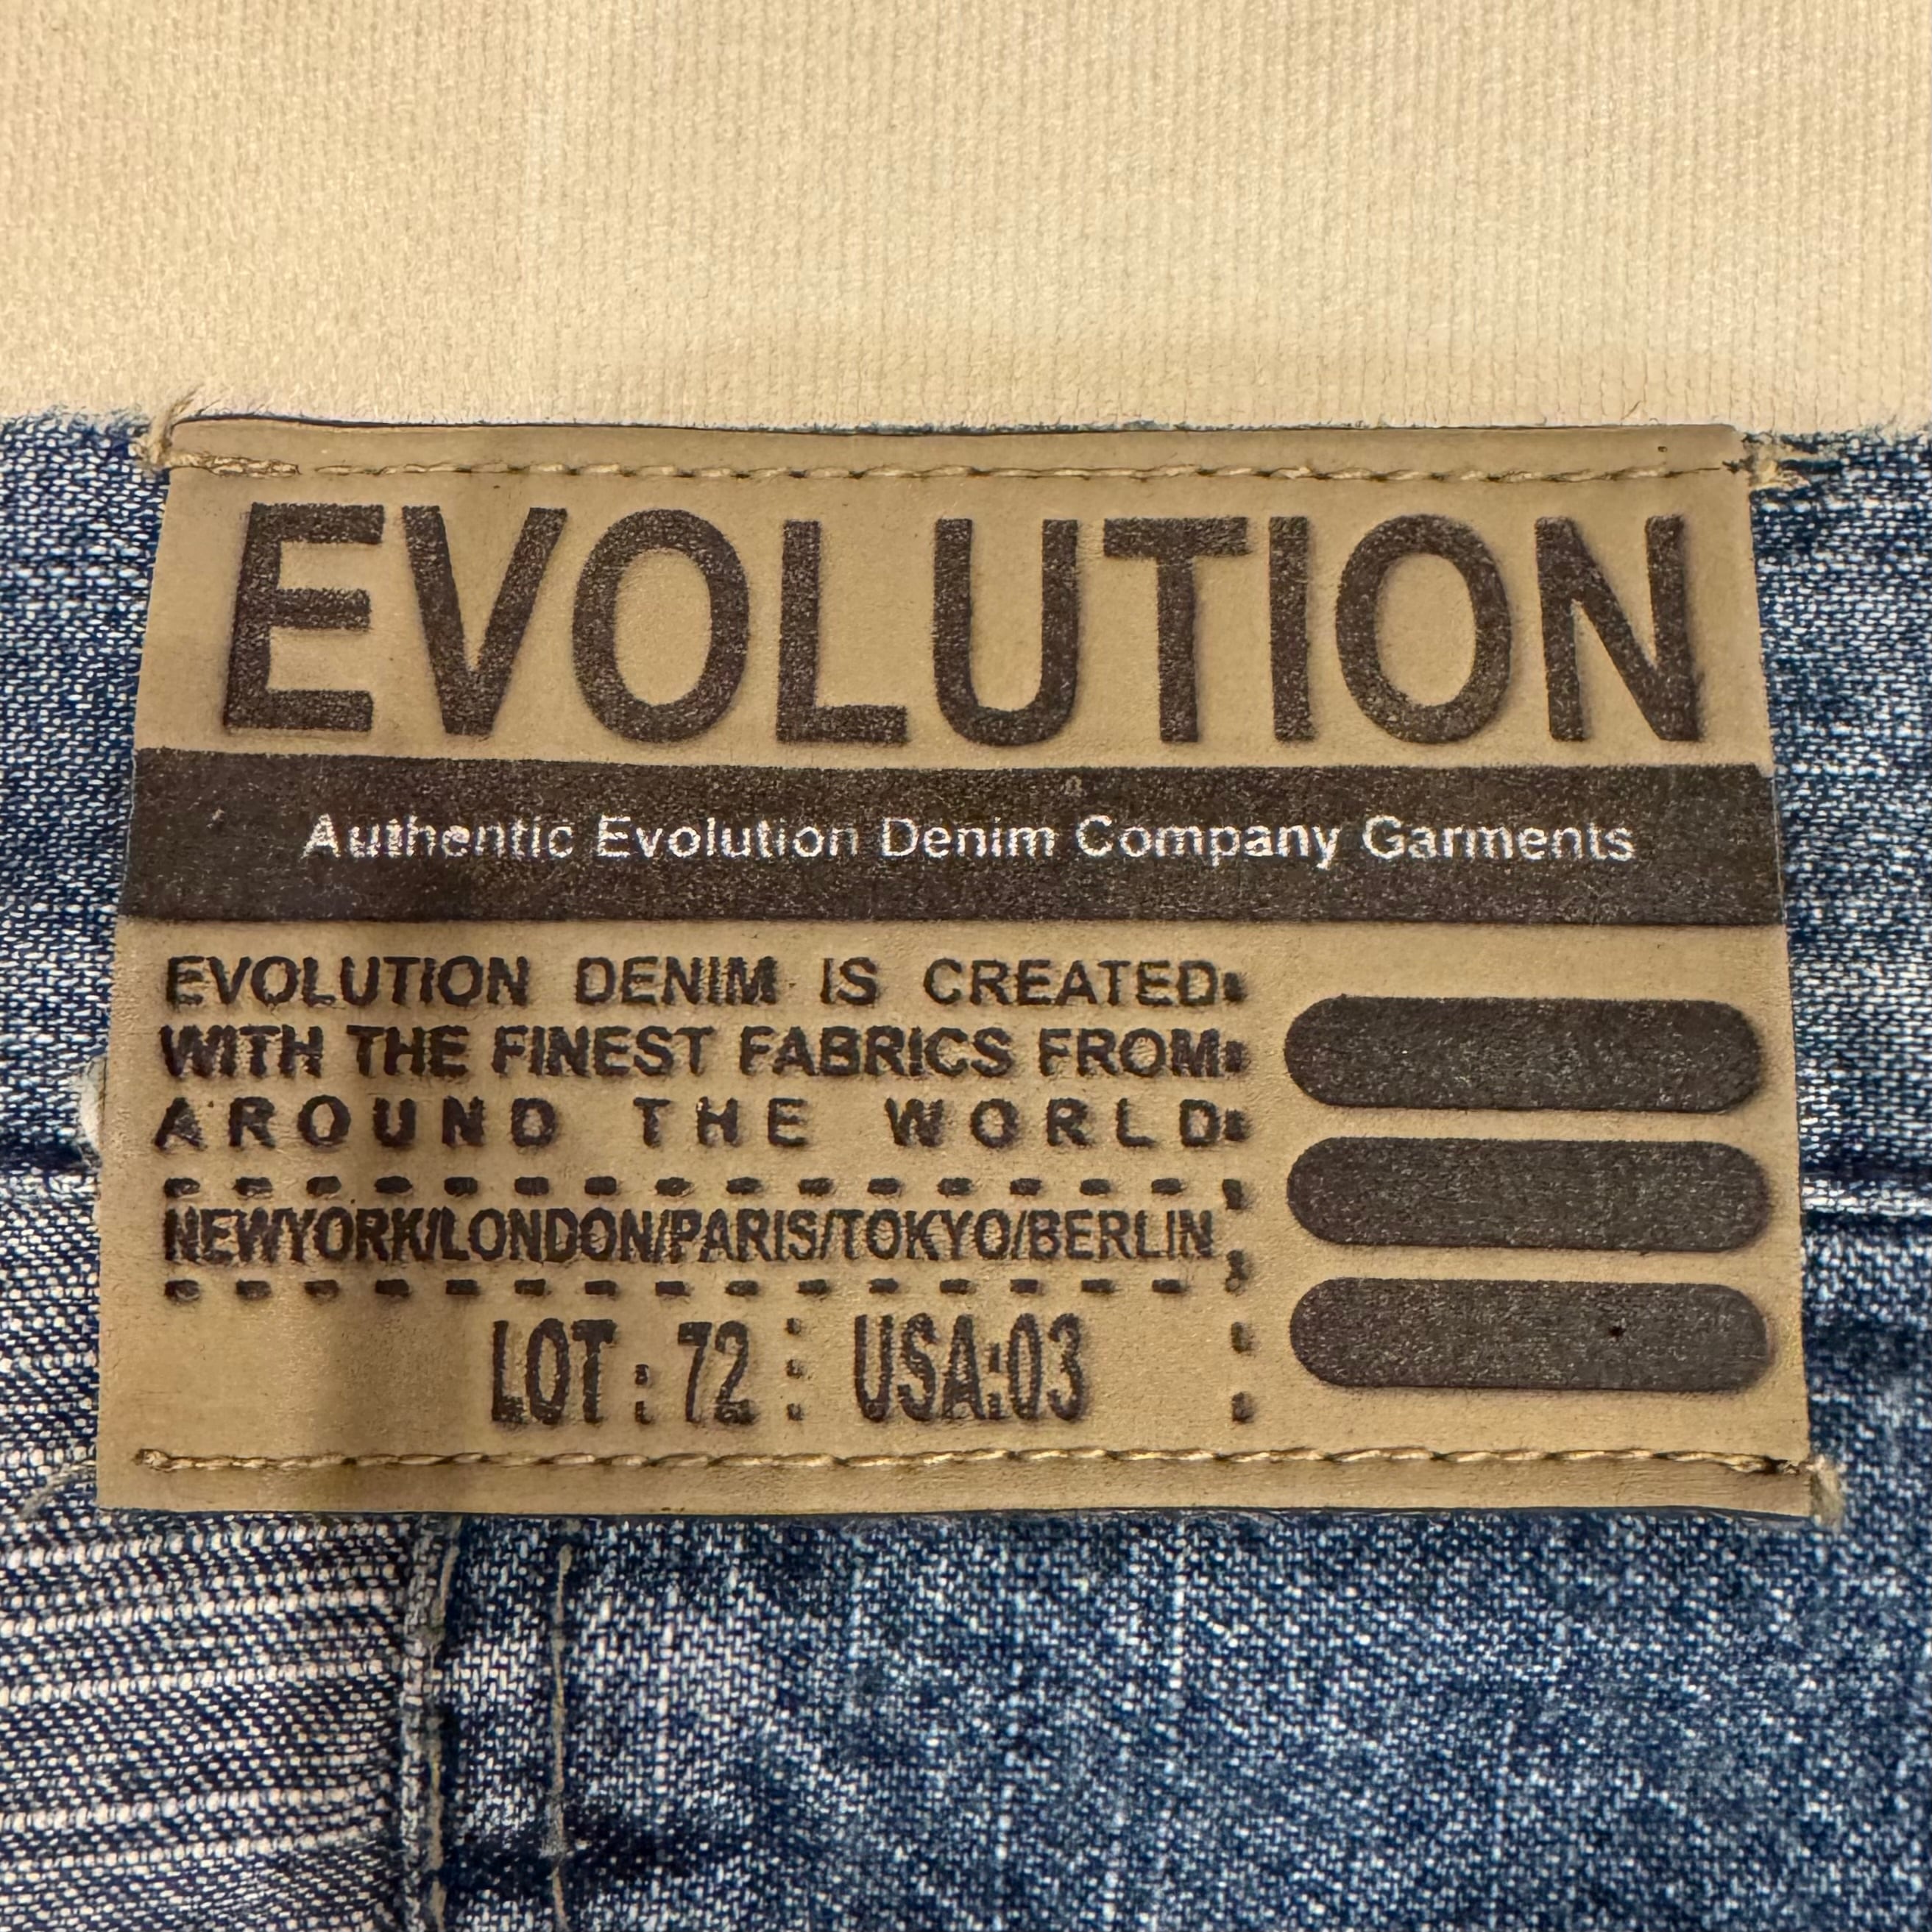 EVOLUTION
Authentic Evolution Denim Company Garments
EVOLUTION DENIM IS CREATED
WITH THE FINEST FABRICS FROM
AROUND THE WORLD
NEWYORK/LONDON/PARIS/TOKYO/BERLIN
LOT : 72 USA:03